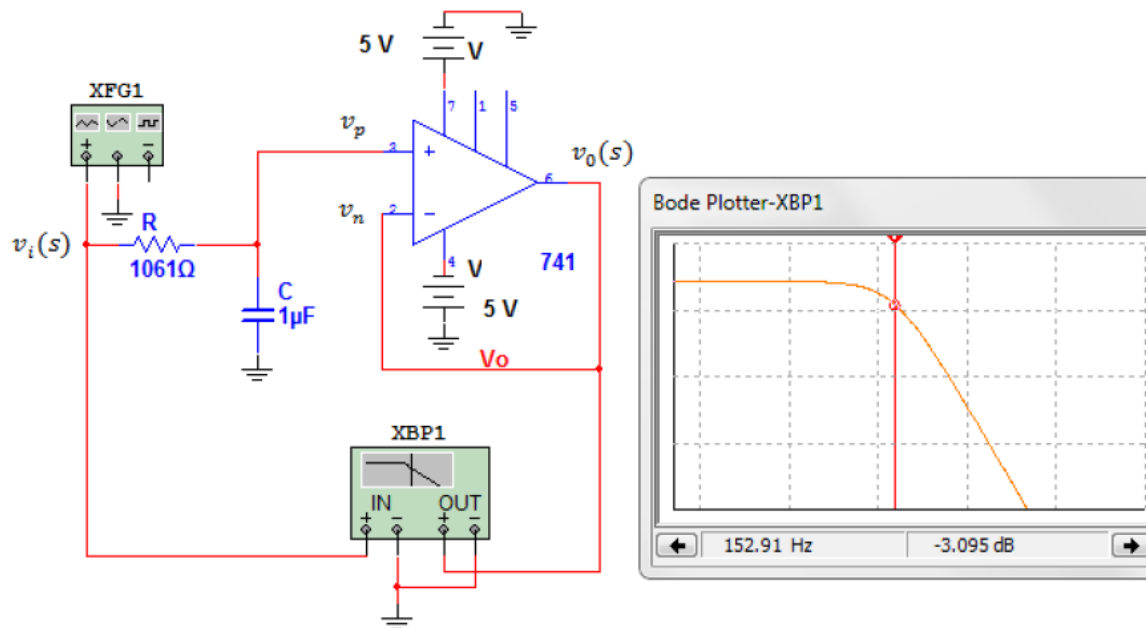 5 V
V
XFG1
+
−
7
1
5
v_p
3
+
v_0(s)
6
v_n
2
−
R
v_i(s)
1061Ω
4
V
741
C
1µF
5 V
Vo
XBP1
IN OUT
+ − + −
Bode Plotter-XBP1
152.91 Hz
-3.095 dB